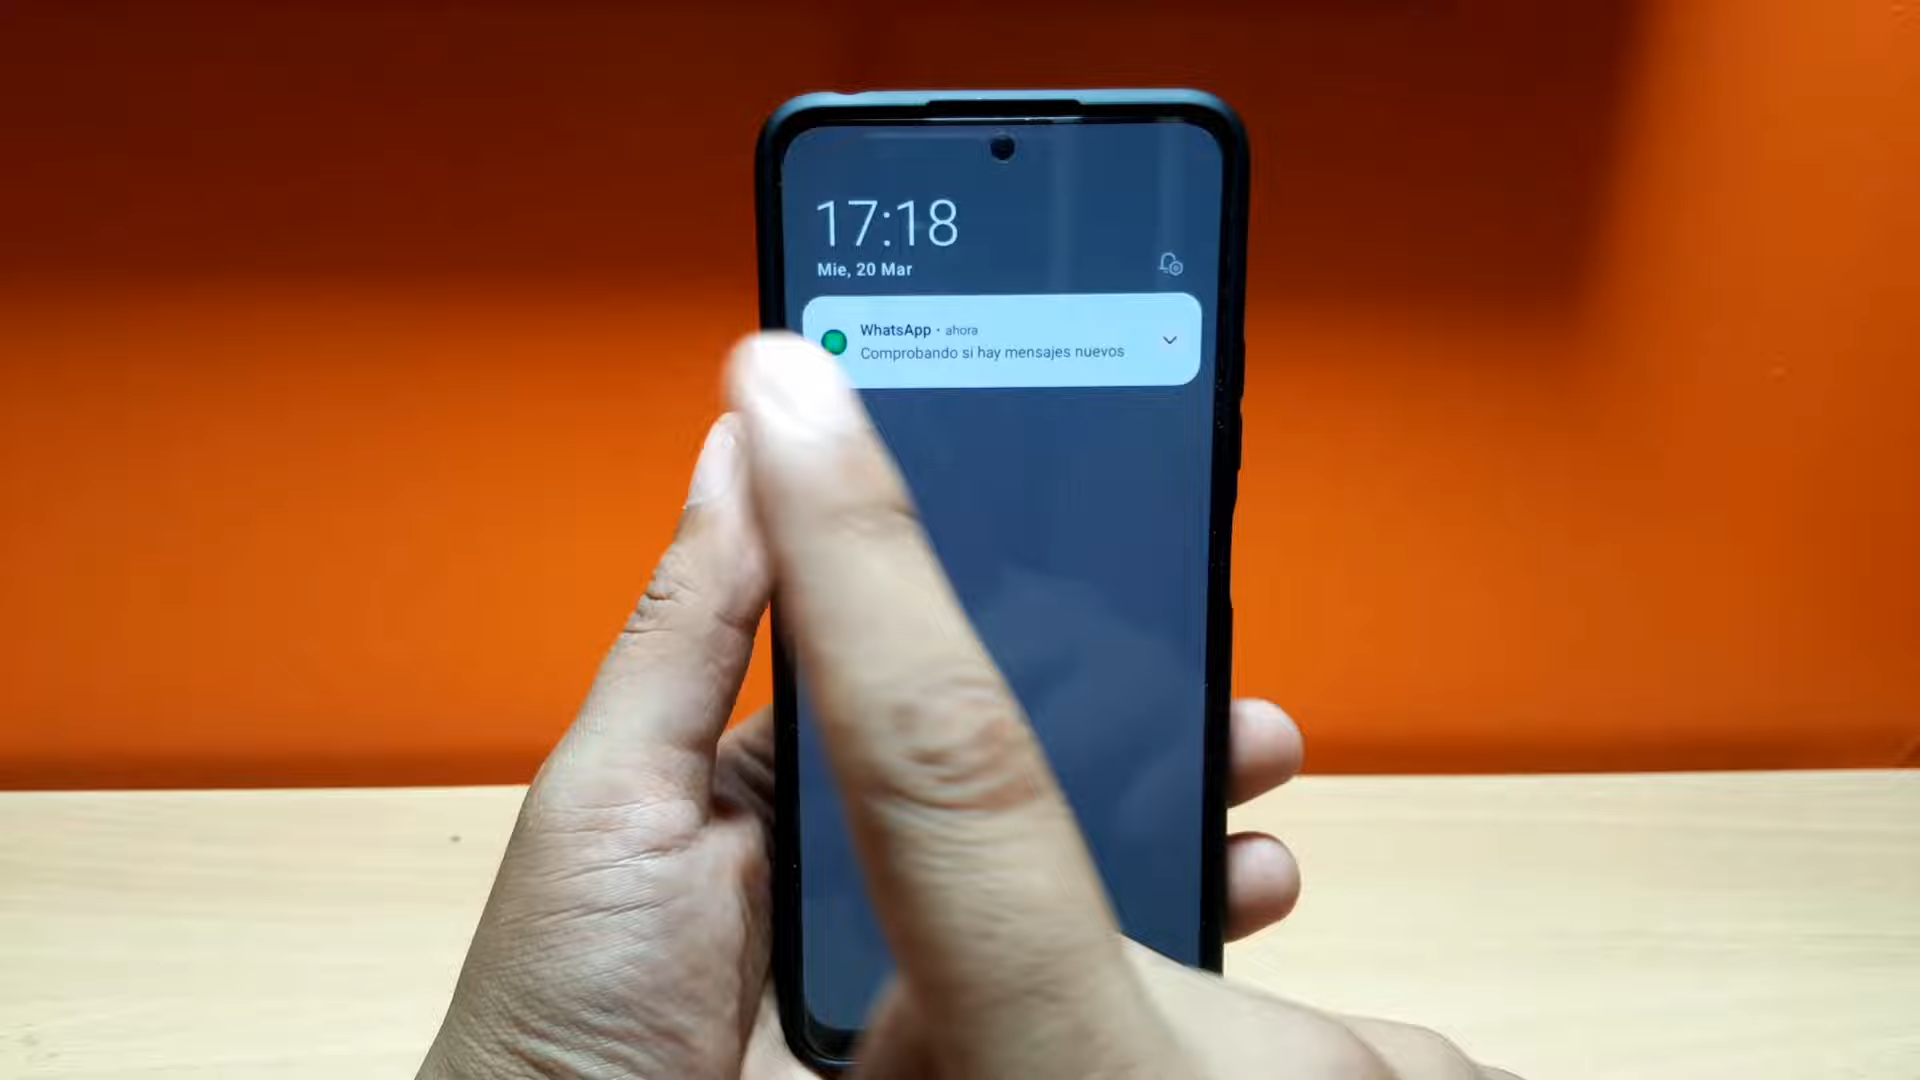 17:18
Mie, 20 Mar
WhatsApp · ahora
Comprobando si hay mensajes nuevos